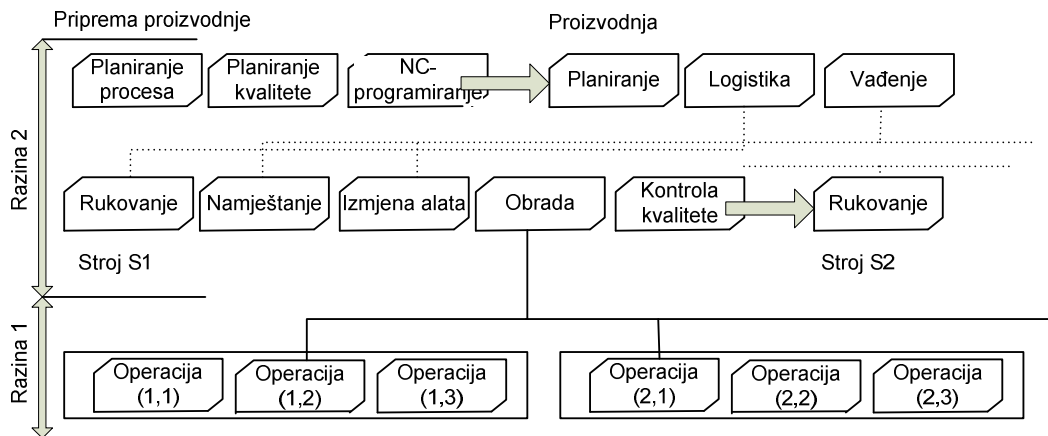 Priprema proizvodnje
Proizvodnja
Planiranje
procesa
Planiranje
kvalitete
NC-
programiranje
Planiranje
Logistika
Vađenje
Razina 2
Rukovanje
Namještanje
Izmjena alata
Obrada
Kontrola
kvalitete
Rukovanje
Stroj S1
Stroj S2
Razina 1
Operacija
(1,1)
Operacija
(1,2)
Operacija
(1,3)
Operacija
(2,1)
Operacija
(2,2)
Operacija
(2,3)